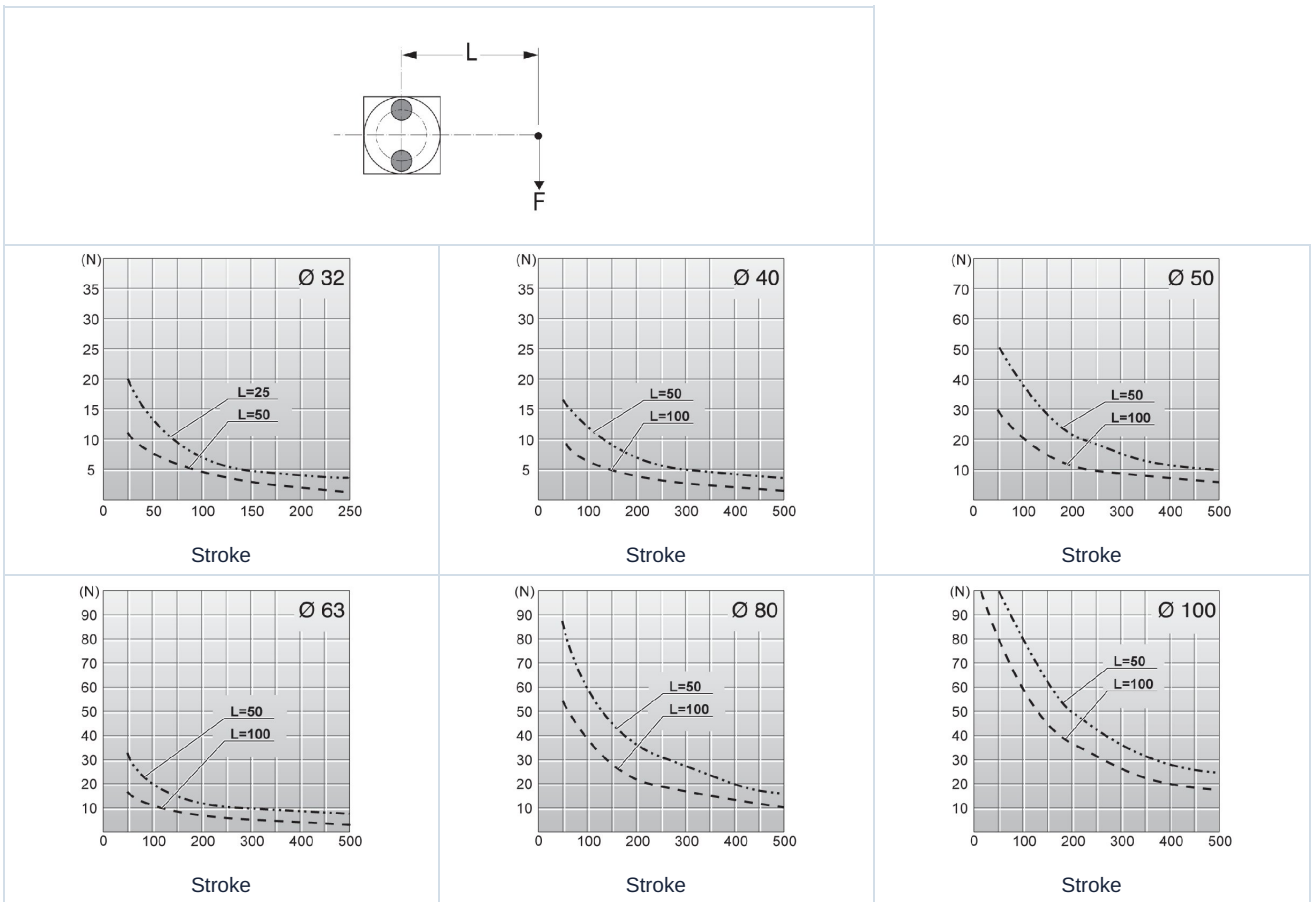 L
F
(N)
Ø 32
35
30
25
20
15
10
5
L=25
L=50
0 50 100 150 200 250
Stroke
(N)
Ø 40
35
30
25
20
15
10
5
L=50
L=100
0 100 200 300 400 500
Stroke
(N)
Ø 50
70
60
50
40
30
20
10
L=50
L=100
100 200 300 400 500
Stroke
(N)
Ø 63
90
80
70
60
50
40
30
20
10
L=50
L=100
0 100 200 300 400 500
Stroke
(N)
Ø 80
90
80
70
60
50
40
30
20
10
L=50
L=100
0 100 200 300 400 500
Stroke
(N)
Ø 100
90
80
70
60
50
40
30
20
10
L=50
L=100
0 100 200 300 400 500
Stroke